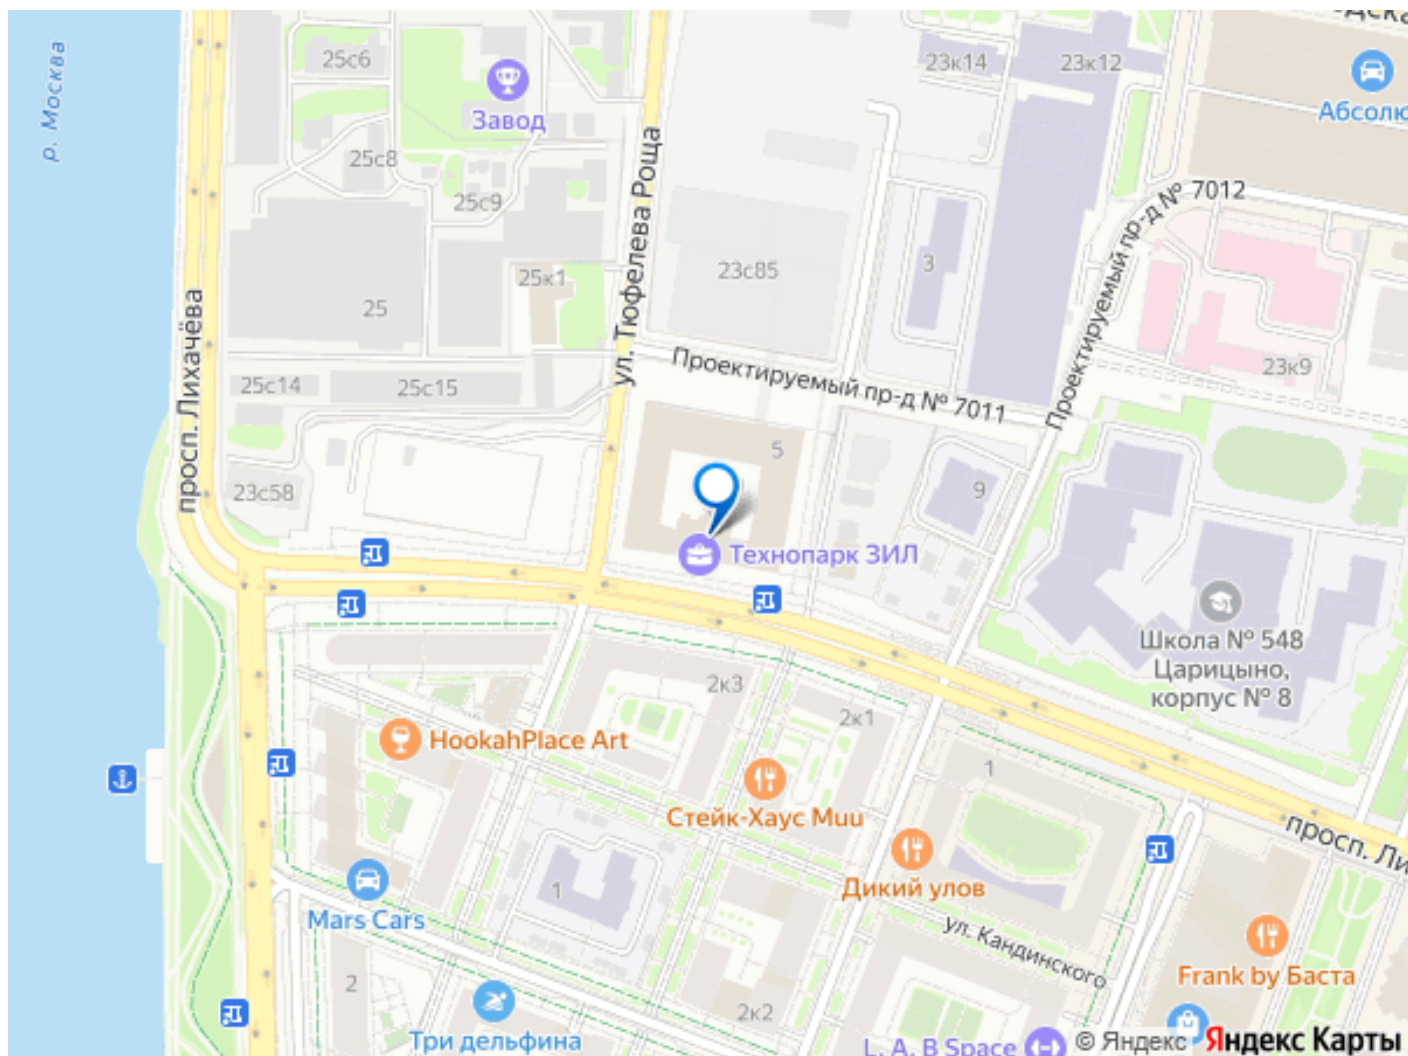 р. Москва
25с6
Завод
25с8
25с9
25к1
25
25с14
25с15
23с58
просп. Лихачёва
ул. Тюфелева Роща
23к14
23к12
Абсолю
3
23с85
Проектируемый пр-д № 7012
Проектируемый пр-д № 7011
23к9
5
9
Технопарк ЗИЛ
Школа № 548
Царицыно,
корпус № 8
2к3
2к1
HookahPlace Art
Стейк-Хаус Muu
1
просп. Ли
Дикий улов
1
Mars Cars
ул. Кандинского
Frank by Баста
2
2к2
Три дельфина
L. A. B Space
© Яндекс Яндекс Карты